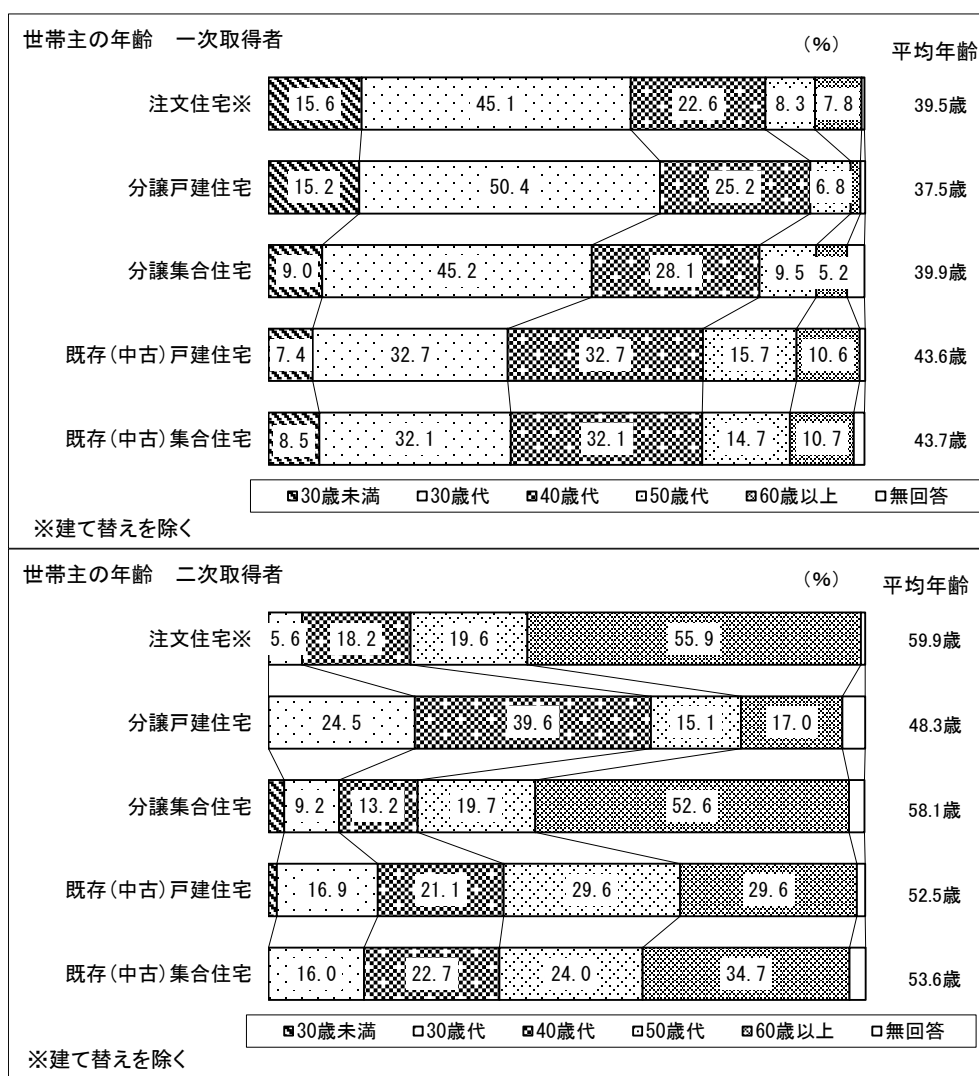 世帯主の年齢　一次取得者
(%)
平均年齢
注文住宅※ 15.6 45.1 22.6 8.3 7.8 39.5歳
分譲戸建住宅 15.2 50.4 25.2 6.8 37.5歳
分譲集合住宅 9.0 45.2 28.1 9.5 5.2 39.9歳
既存(中古)戸建住宅 7.4 32.7 32.7 15.7 10.6 43.6歳
既存(中古)集合住宅 8.5 32.1 32.1 14.7 10.7 43.7歳
30歳未満 30歳代 40歳代 50歳代 60歳以上 無回答
※建て替えを除く
世帯主の年齢　二次取得者
(%)
平均年齢
注文住宅※ 5.6 18.2 19.6 55.9 59.9歳
分譲戸建住宅 24.5 39.6 15.1 17.0 48.3歳
分譲集合住宅 9.2 13.2 19.7 52.6 58.1歳
既存(中古)戸建住宅 16.9 21.1 29.6 29.6 52.5歳
既存(中古)集合住宅 16.0 22.7 24.0 34.7 53.6歳
30歳未満 30歳代 40歳代 50歳代 60歳以上 無回答
※建て替えを除く